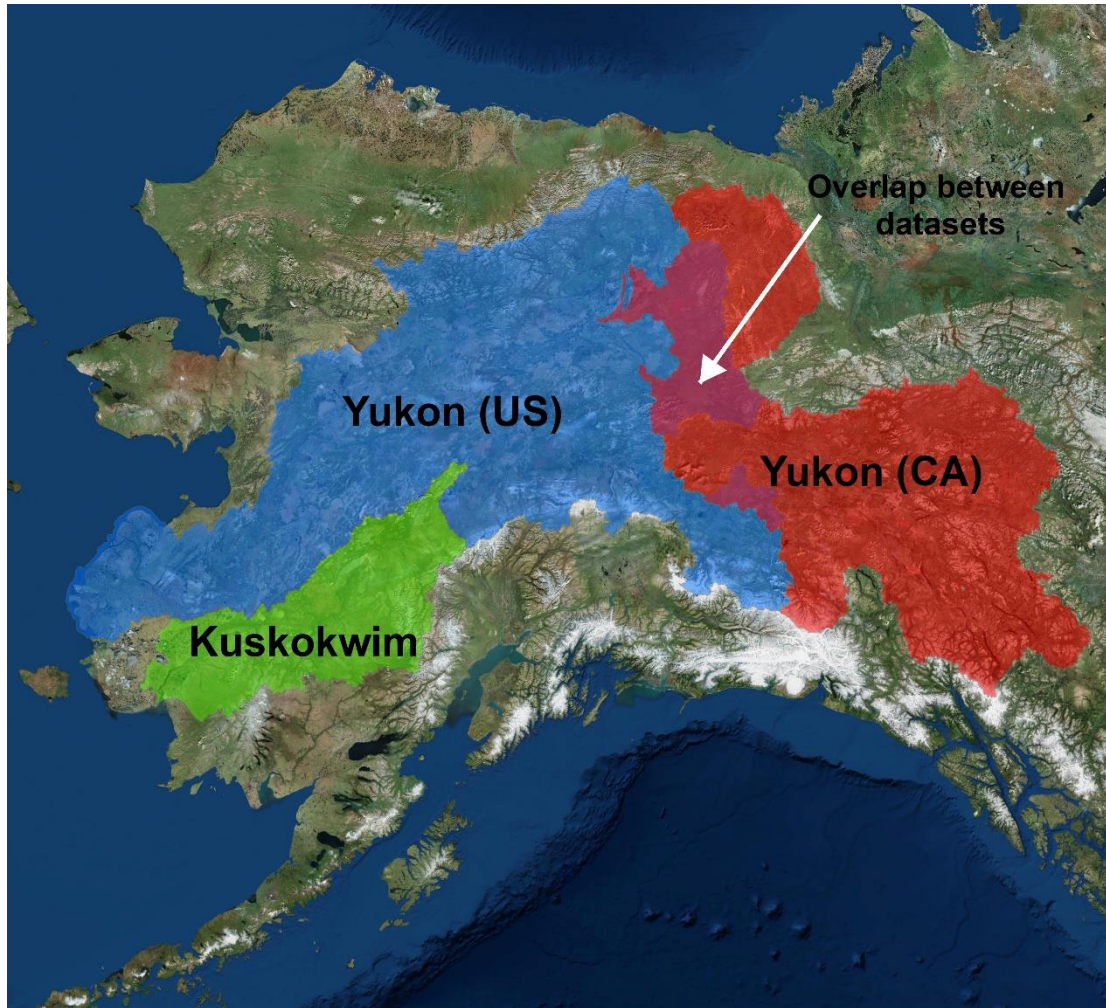 Overlap between
datasets
Yukon (US)
Yukon (CA)
Kuskokwim